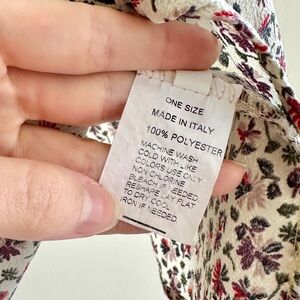 ONE SIZE
MADE IN ITALY
100% POLYESTER
MACHINE WASH
COLD WITH LIKE
COLORS USE ONLY
NON CHLORINE
BLEACH IF NEEDED.
RESHAPE LAY FLAT
TO DRY COOL
IRON IF NEEDED